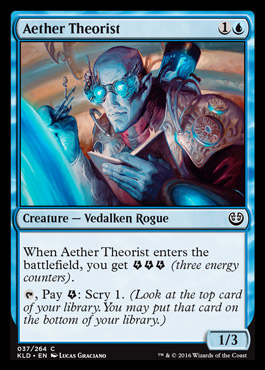 Aether Theorist 1
Creature — Vedalken Rogue
When Aether Theorist enters the
battlefield, you get (three energy
counters).
, Pay : Scry 1. (Look at the top card
of your library. You may put that card on
the bottom of your library.)
1/3
037/264 C
KLD • EN Lucas Graciano ™ & © 2016 Wizards of the Coast